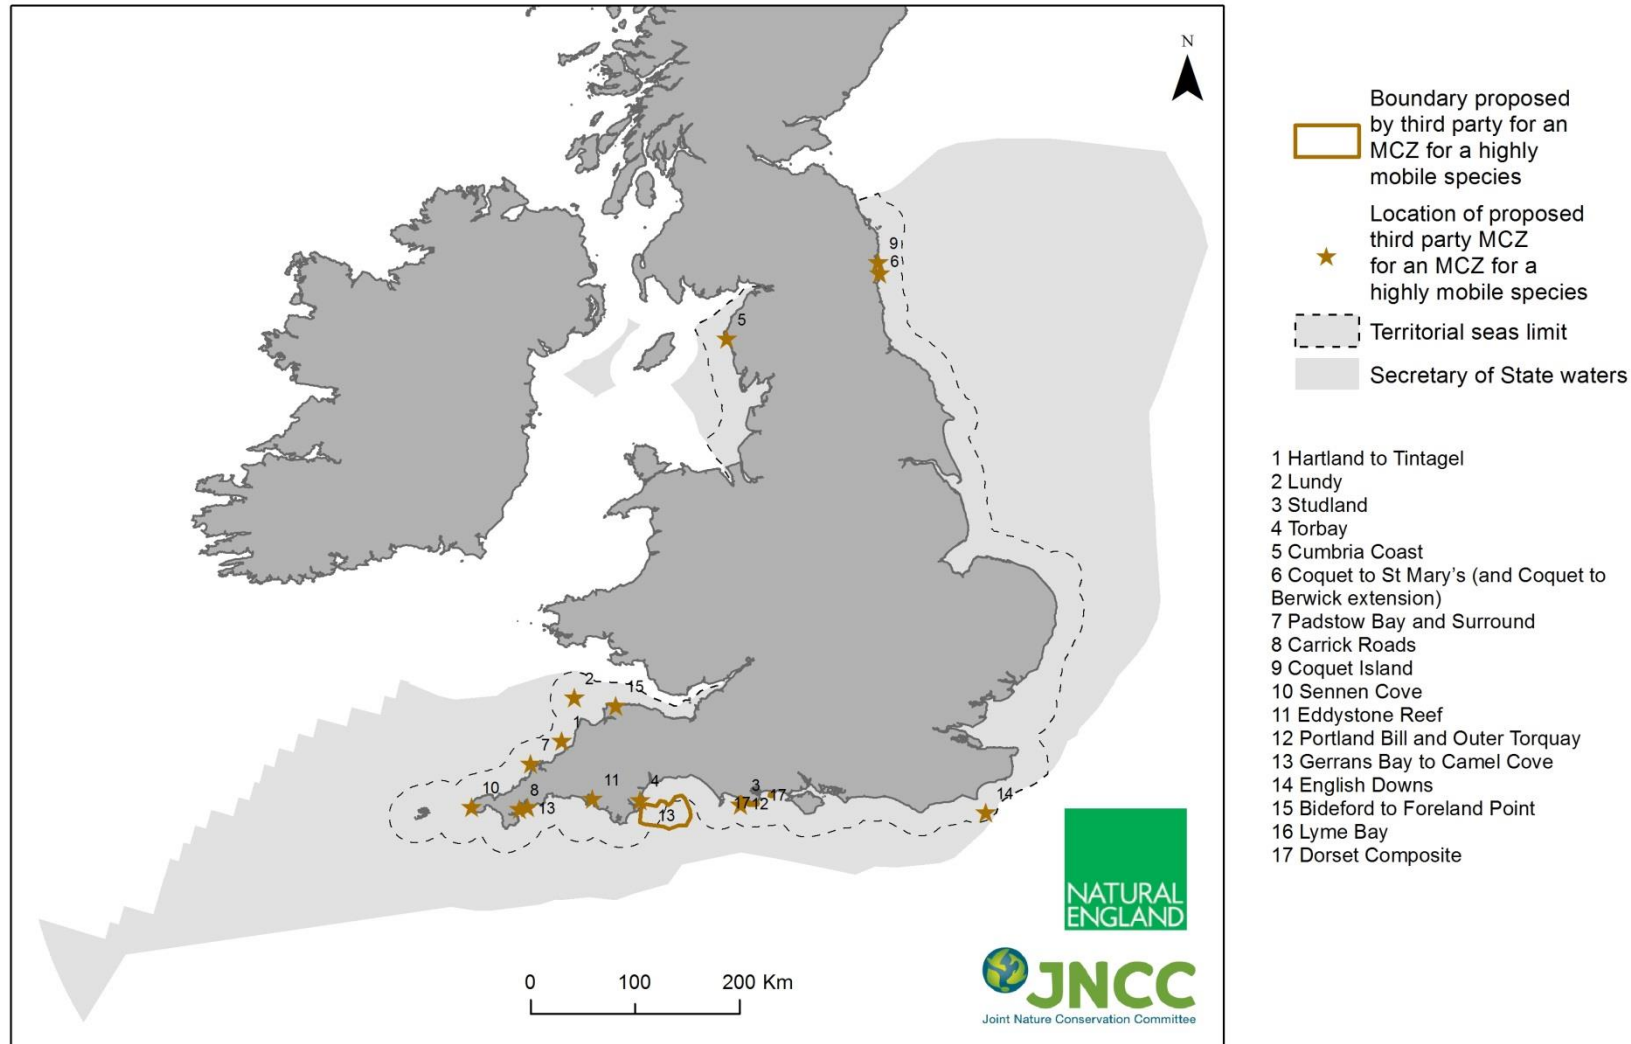 N
9
6
5
2
15
1
7
10
8
13
11
4
13
3
17
17
12
14
0 100 200 Km
NATURAL
ENGLAND
JNCC
Joint Nature Conservation Committee
Boundary proposed
by third party for an
MCZ for a highly
mobile species
Location of proposed
third party MCZ
for an MCZ for a
highly mobile species
Territorial seas limit
Secretary of State waters
1 Hartland to Tintagel
2 Lundy
3 Studland
4 Torbay
5 Cumbria Coast
6 Coquet to St Mary's (and Coquet to
Berwick extension)
7 Padstow Bay and Surround
8 Carrick Roads
9 Coquet Island
10 Sennen Cove
11 Eddystone Reef
12 Portland Bill and Outer Torquay
13 Gerrans Bay to Camel Cove
14 English Downs
15 Bideford to Foreland Point
16 Lyme Bay
17 Dorset Composite